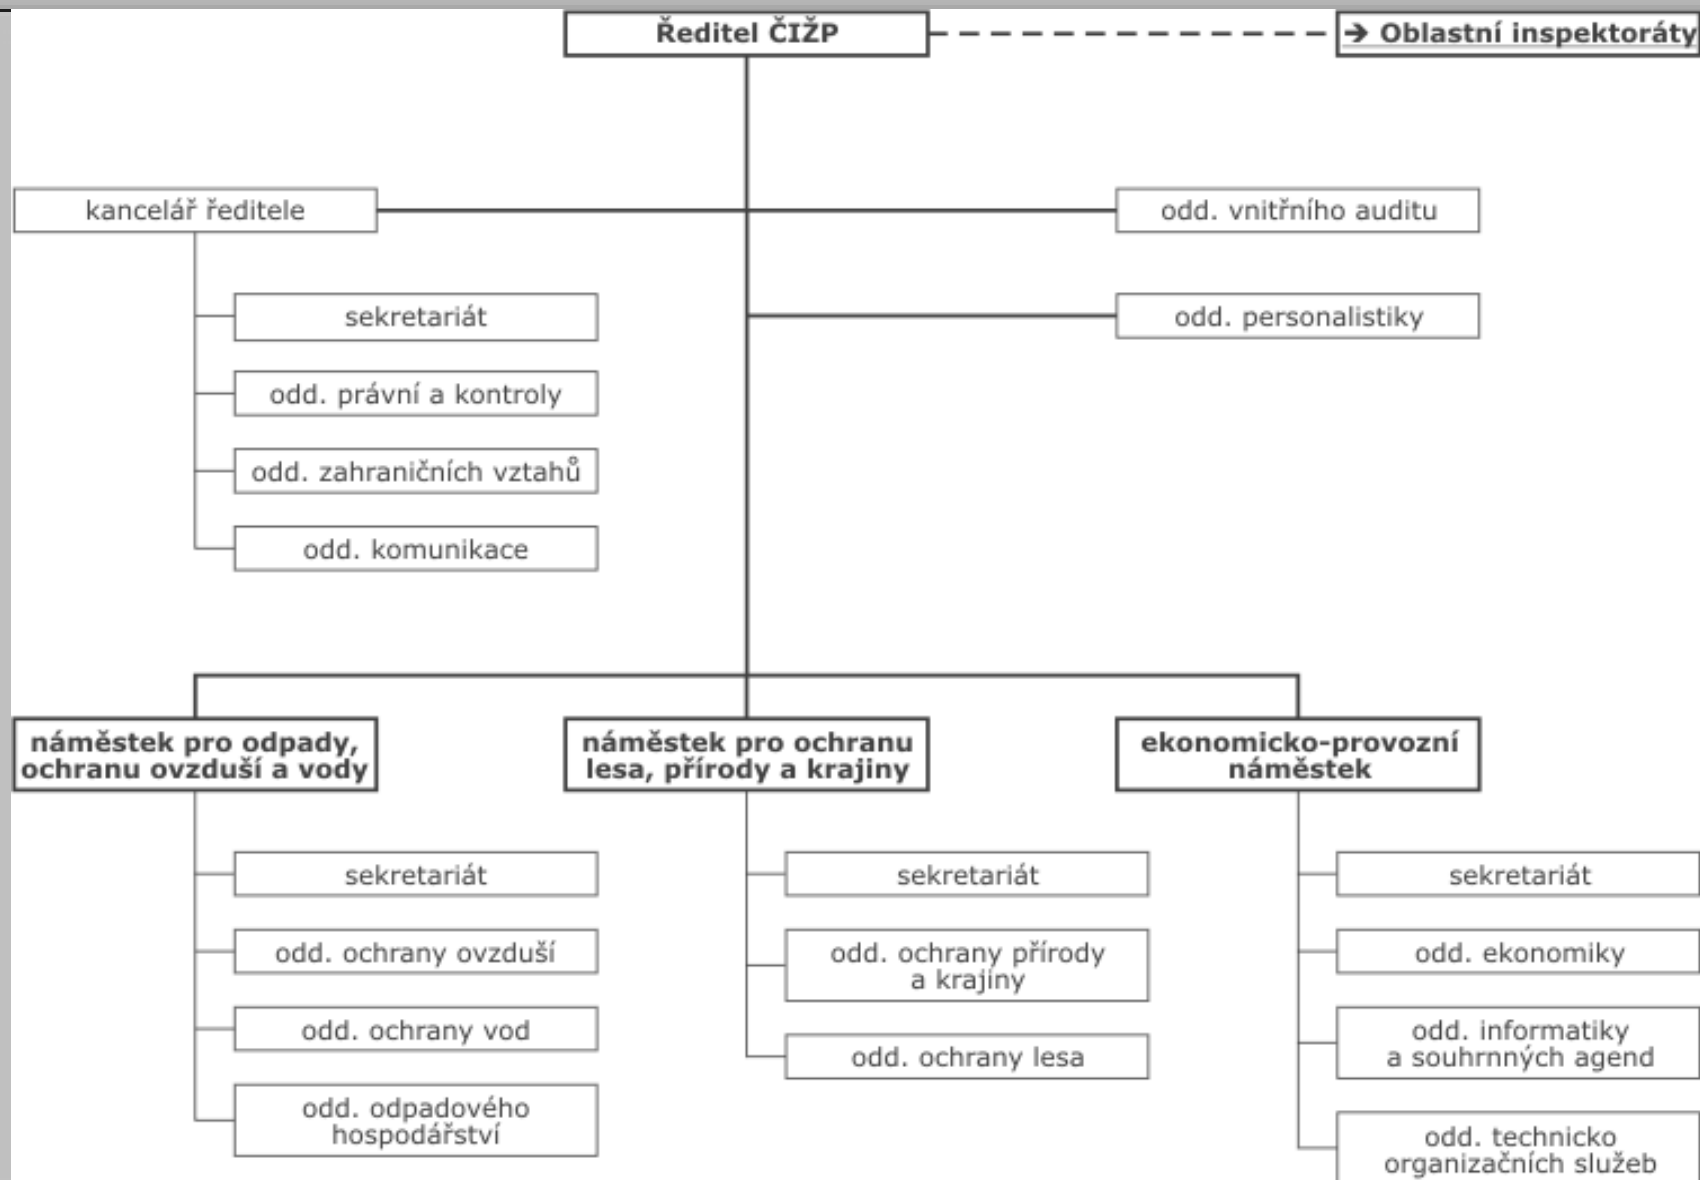 Ředitel ČIŽP
➔ Oblastní inspektoráty
kancelář ředitele
odd. vnitřního auditu
sekretariát
odd. personalistiky
odd. právní a kontroly
odd. zahraničních vztahů
odd. komunikace
náměstek pro odpady,
ochranu ovzduší a vody
sekretariát
odd. ochrany ovzduší
odd. ochrany vod
odd. odpadového
hospodářství
náměstek pro ochranu
lesa, přírody a krajiny
sekretariát
odd. ochrany přírody
a krajiny
odd. ochrany lesa
ekonomicko-provozní
náměstek
sekretariát
odd. ekonomiky
odd. informatiky
a souhrnných agend
odd. technicko
organizačních služeb